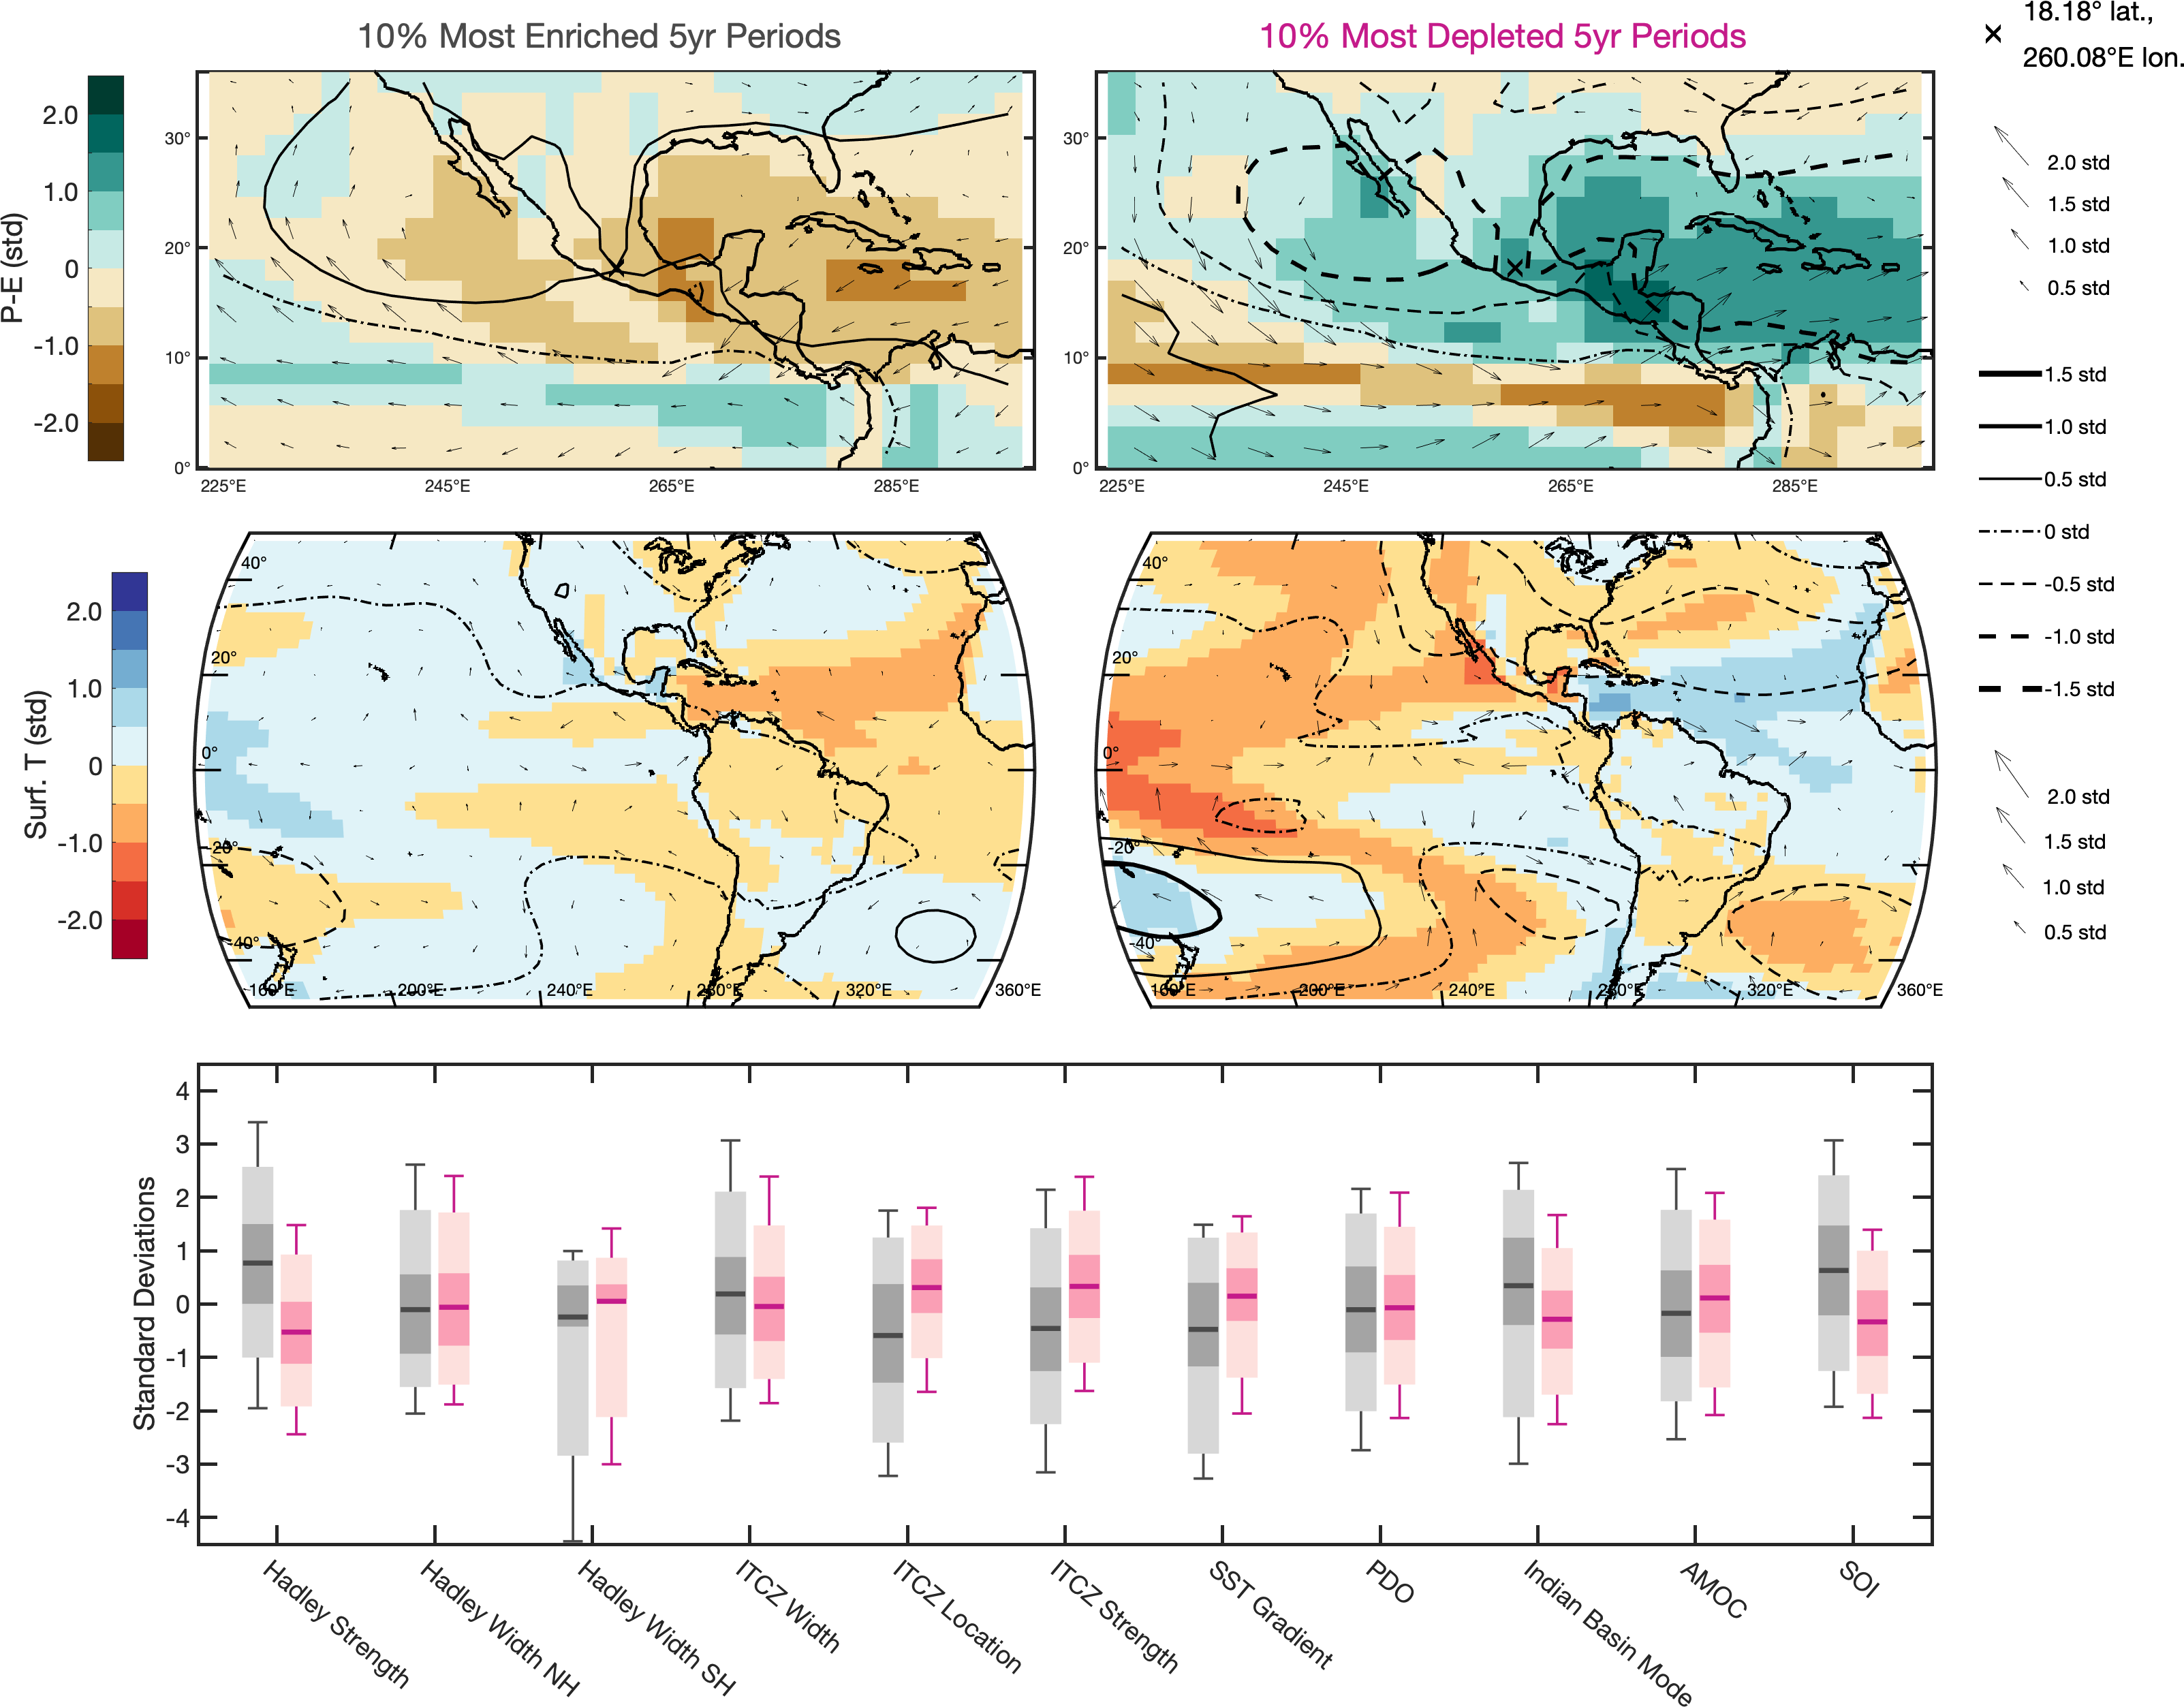 10% Most Enriched 5yr Periods
10% Most Depleted 5yr Periods
18.18° lat.,
260.08°E lon.
P-E (std)
2.0
1.0
0
-1.0
-2.0
30°
20°
10°
0°
225°E
245°E
265°E
285°E
30°
20°
10°
0°
225°E
245°E
265°E
285°E
2.0 std
1.5 std
1.0 std
0.5 std
1.5 std
1.0 std
0.5 std
0 std
-0.5 std
-1.0 std
-1.5 std
Surf. T (std)
2.0
1.0
0
-1.0
-2.0
40°
20°
0°
-20°
-40°
160°E
200°E
240°E
280°E
320°E
360°E
40°
20°
0°
-20°
-40°
160°E
200°E
240°E
280°E
320°E
360°E
2.0 std
1.5 std
1.0 std
0.5 std
Standard Deviations
4
3
2
1
0
-1
-2
-3
-4
Hadley Strength
Hadley Width NH
Hadley Width SH
ITCZ Width
ITCZ Location
ITCZ Strength
SST Gradient
PDO
Indian Basin Mode
AMOC
SOI